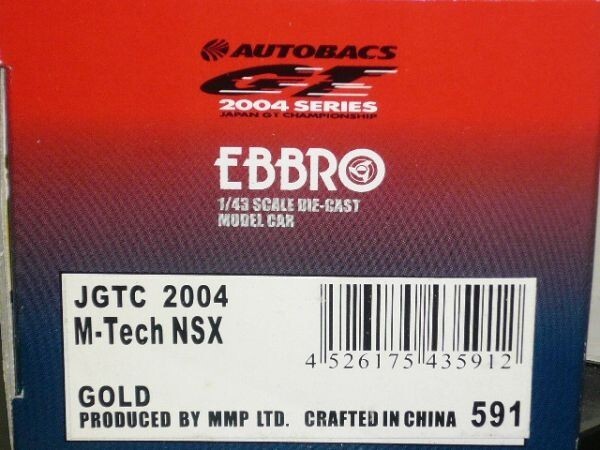 AUTOBACS
GT
2004 SERIES
JAPAN GT CHAMPIONSHIP
EBBRO
1/43 SCALE DIE-CAST
MODEL CAR
JGTC 2004
M-Tech NSX
4 526175 435912
GOLD
PRODUCED BY MMP LTD. CRAFTED IN CHINA 591